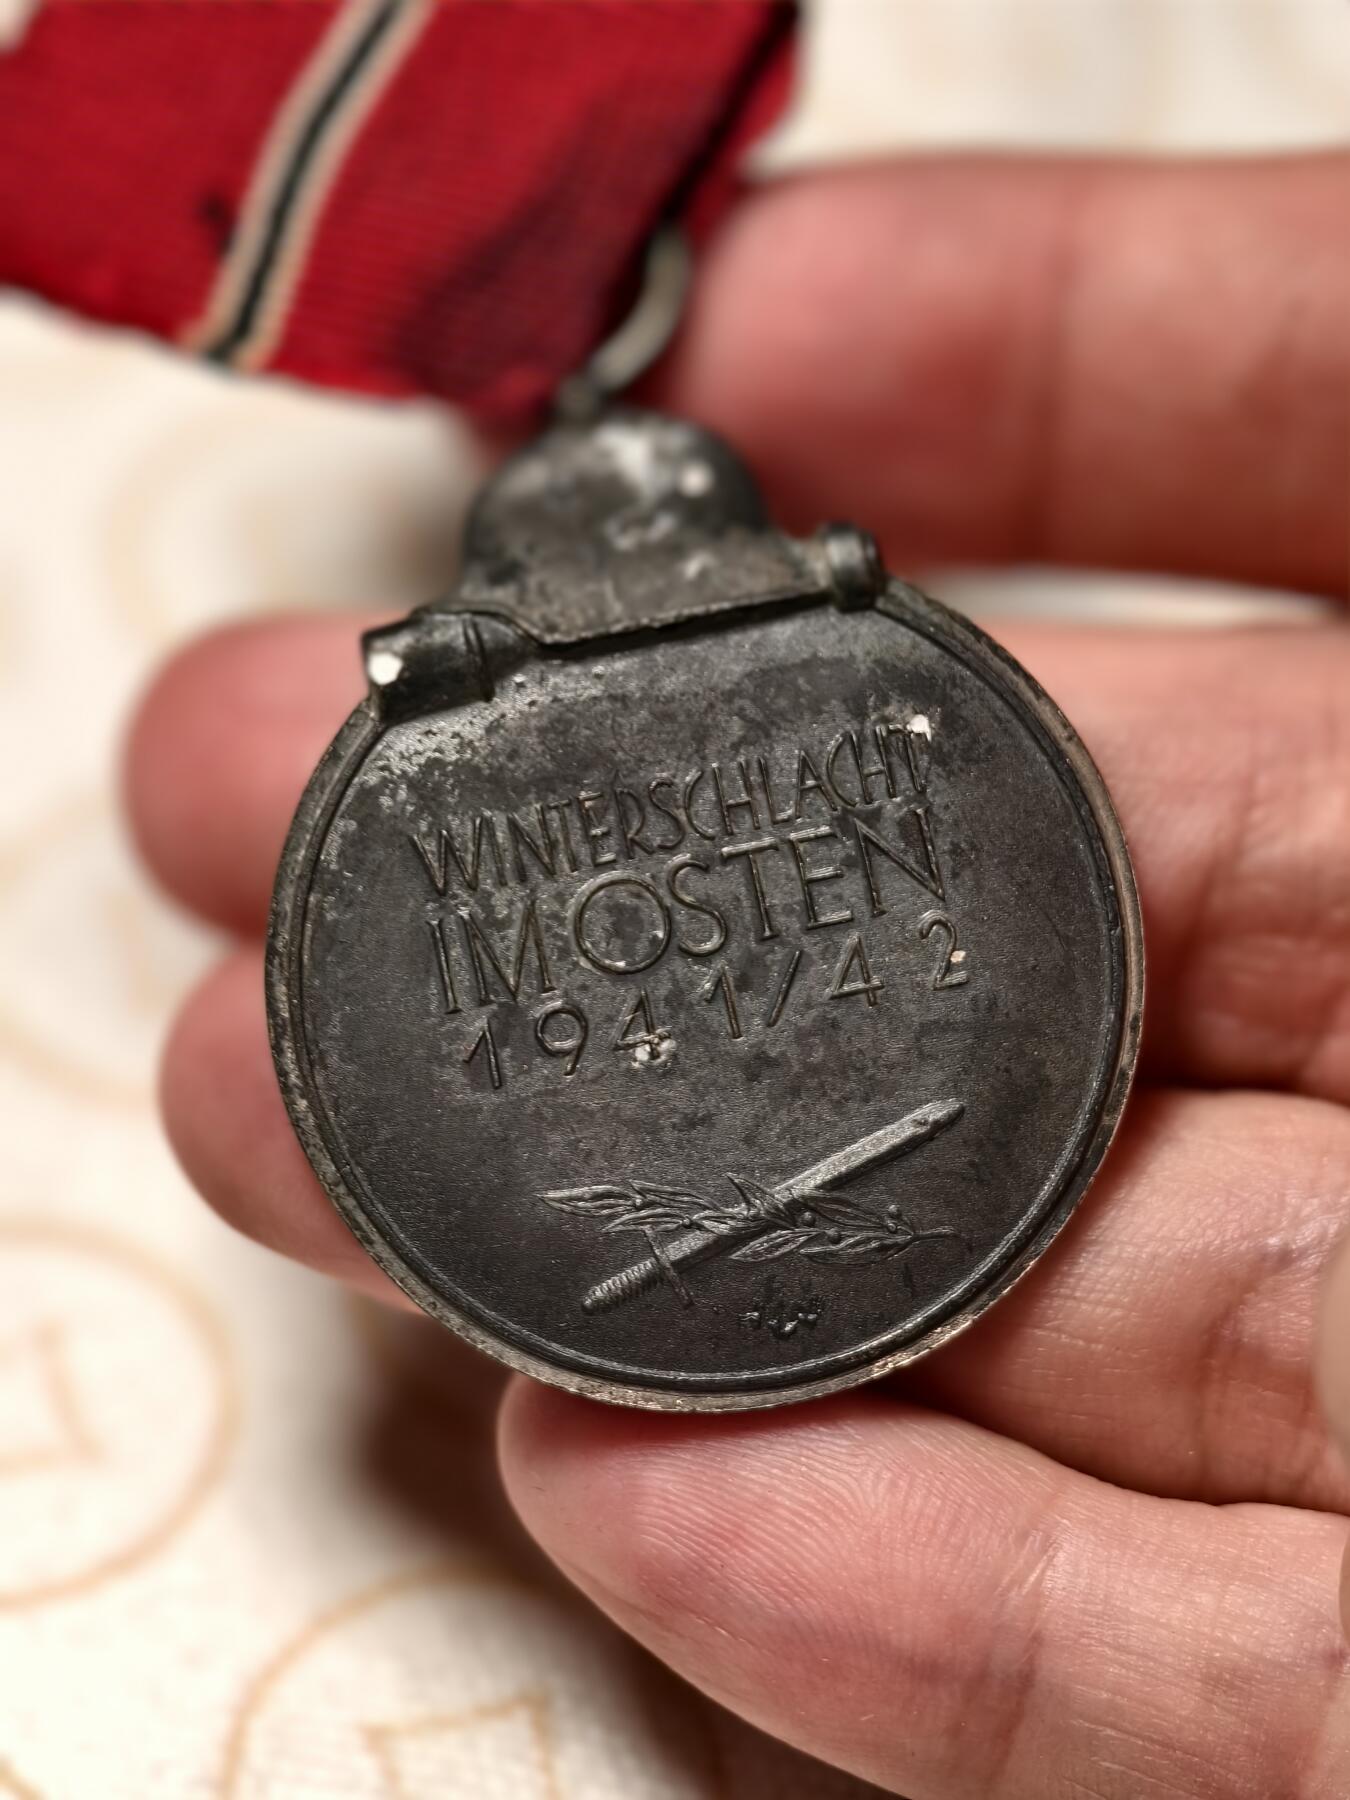 WINTERSCHLACHT
IM OSTEN
1941/42